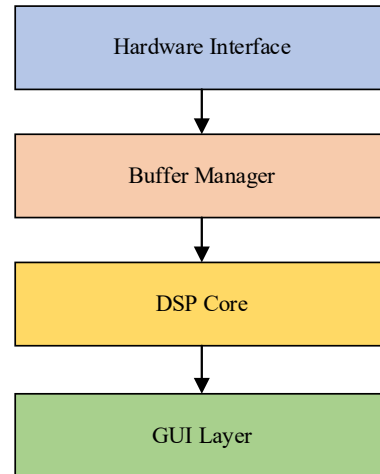 Hardware Interface
Buffer Manager
DSP Core
GUI Layer